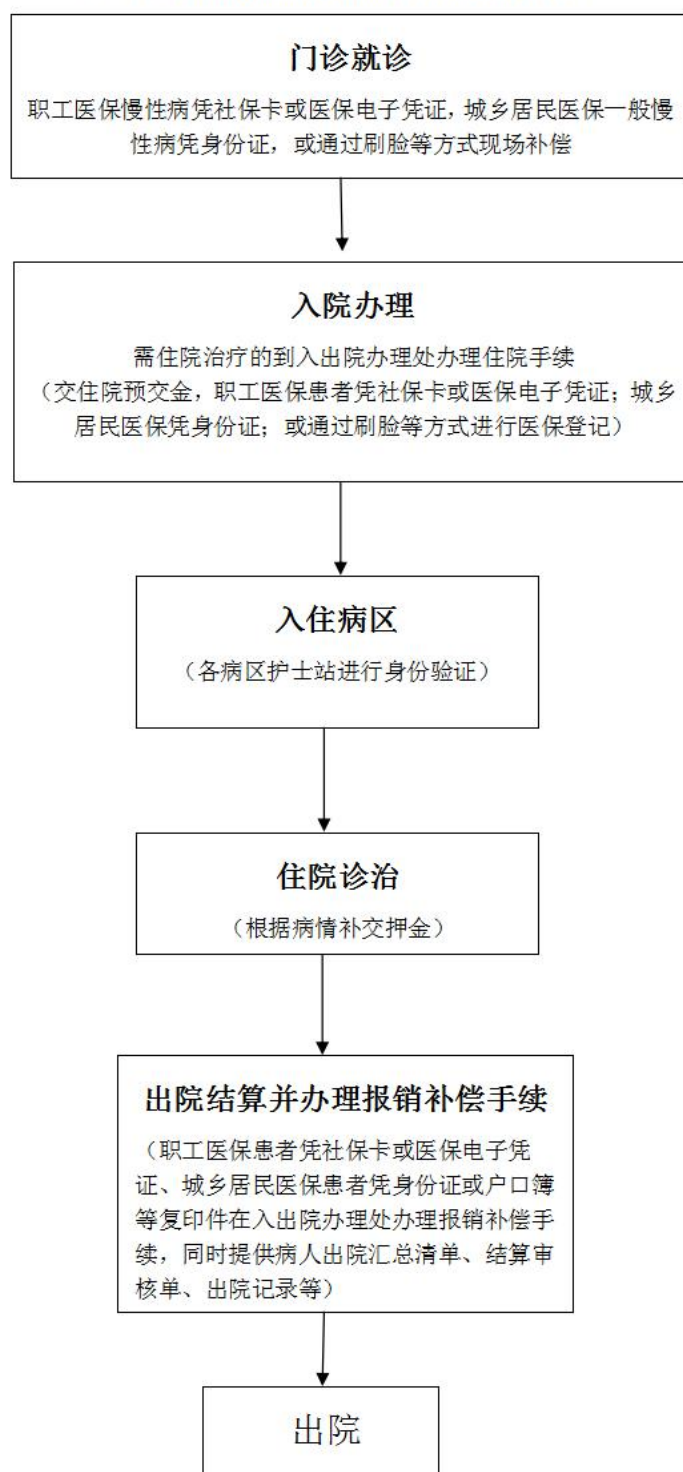 门诊就诊
职工医保慢性病凭社保卡或医保电子凭证，城乡居民医保一般慢
性病凭身份证，或通过刷脸等方式现场补偿
入院办理
需住院治疗的到入出院办理处办理住院手续
（交住院预交金，职工医保患者凭社保卡或医保电子凭证；城乡
居民医保凭身份证；或通过刷脸等方式进行医保登记）
入住病区
（各病区护士站进行身份验证）
住院诊治
（根据病情补交押金）
出院结算并办理报销补偿手续
（职工医保患者凭社保卡或医保电子凭
证、城乡居民医保患者凭身份证或户口簿
等复印件在入出院办理处办理报销补偿手
续，同时提供病人出院汇总清单、结算审
核单、出院记录等）
出院